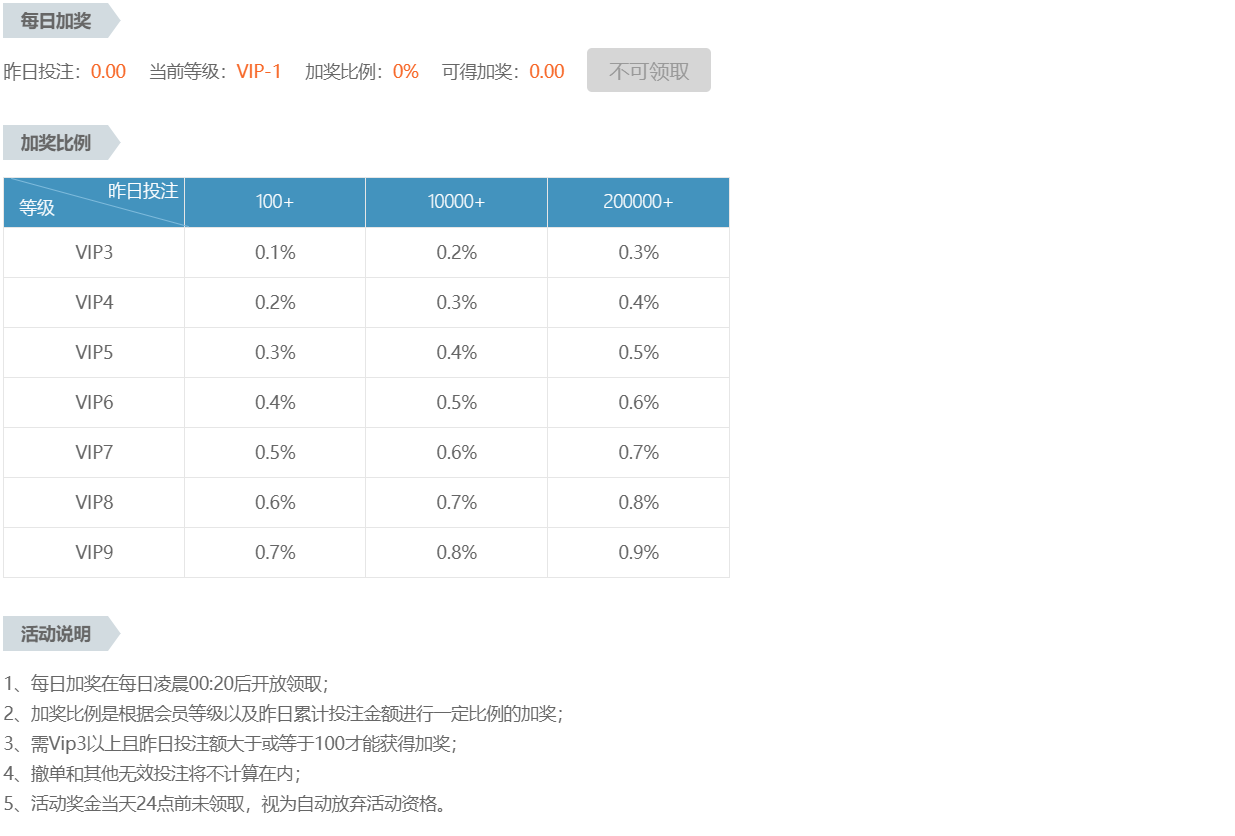 每日加奖
昨日投注：0.00 当前等级：VIP-1 加奖比例：0% 可得加奖：0.00 不可领取
加奖比例
昨日投注
等级 100+ 10000+ 200000+
VIP3 0.1% 0.2% 0.3%
VIP4 0.2% 0.3% 0.4%
VIP5 0.3% 0.4% 0.5%
VIP6 0.4% 0.5% 0.6%
VIP7 0.5% 0.6% 0.7%
VIP8 0.6% 0.7% 0.8%
VIP9 0.7% 0.8% 0.9%
活动说明
1、每日加奖在每日凌晨00:20后开放领取；
2、加奖比例是根据会员等级以及昨日累计投注金额进行一定比例的加奖；
3、需Vip3以上且昨日投注额大于或等于100才能获得加奖；
4、撤单和其他无效投注将不计算在内；
5、活动奖金当天24点前未领取，视为自动放弃活动资格。